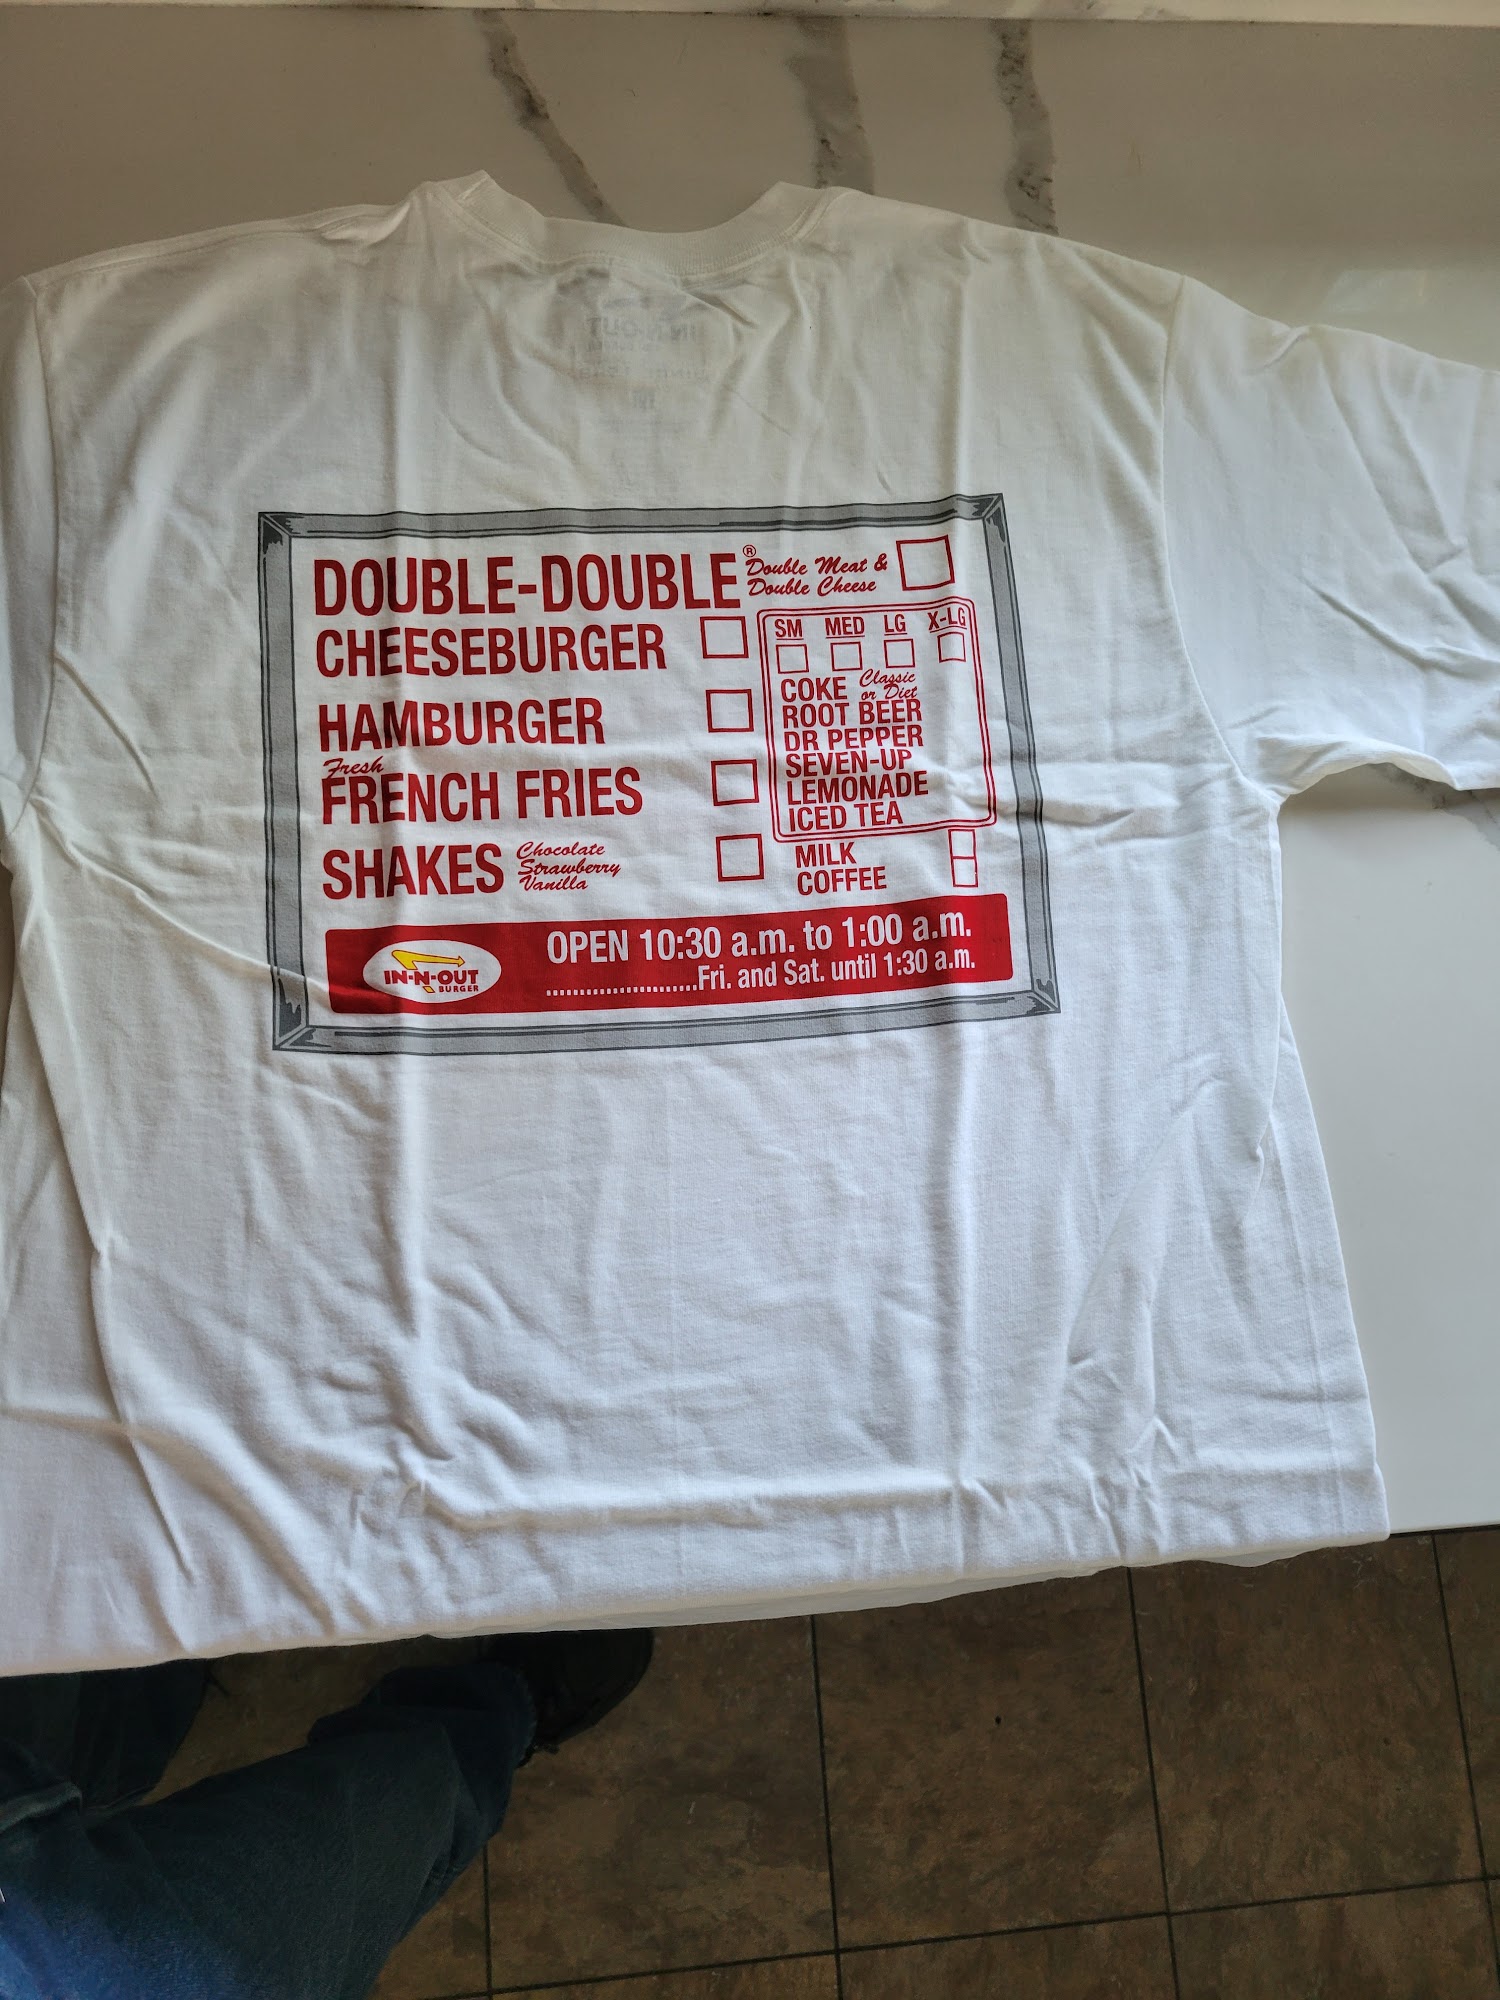 DOUBLE-DOUBLE® Double Meat &
Double Cheese
CHEESEBURGER
HAMBURGER
Fresh
FRENCH FRIES
SHAKES Chocolate
Strawberry
Vanilla
SM MED LG X-LG
COKE Classic
or Diet
ROOT BEER
DR PEPPER
SEVEN-UP
LEMONADE
ICED TEA
MILK
COFFEE
IN-N-OUT
BURGER
OPEN 10:30 a.m. to 1:00 a.m.
.......................Fri. and Sat. until 1:30 a.m.